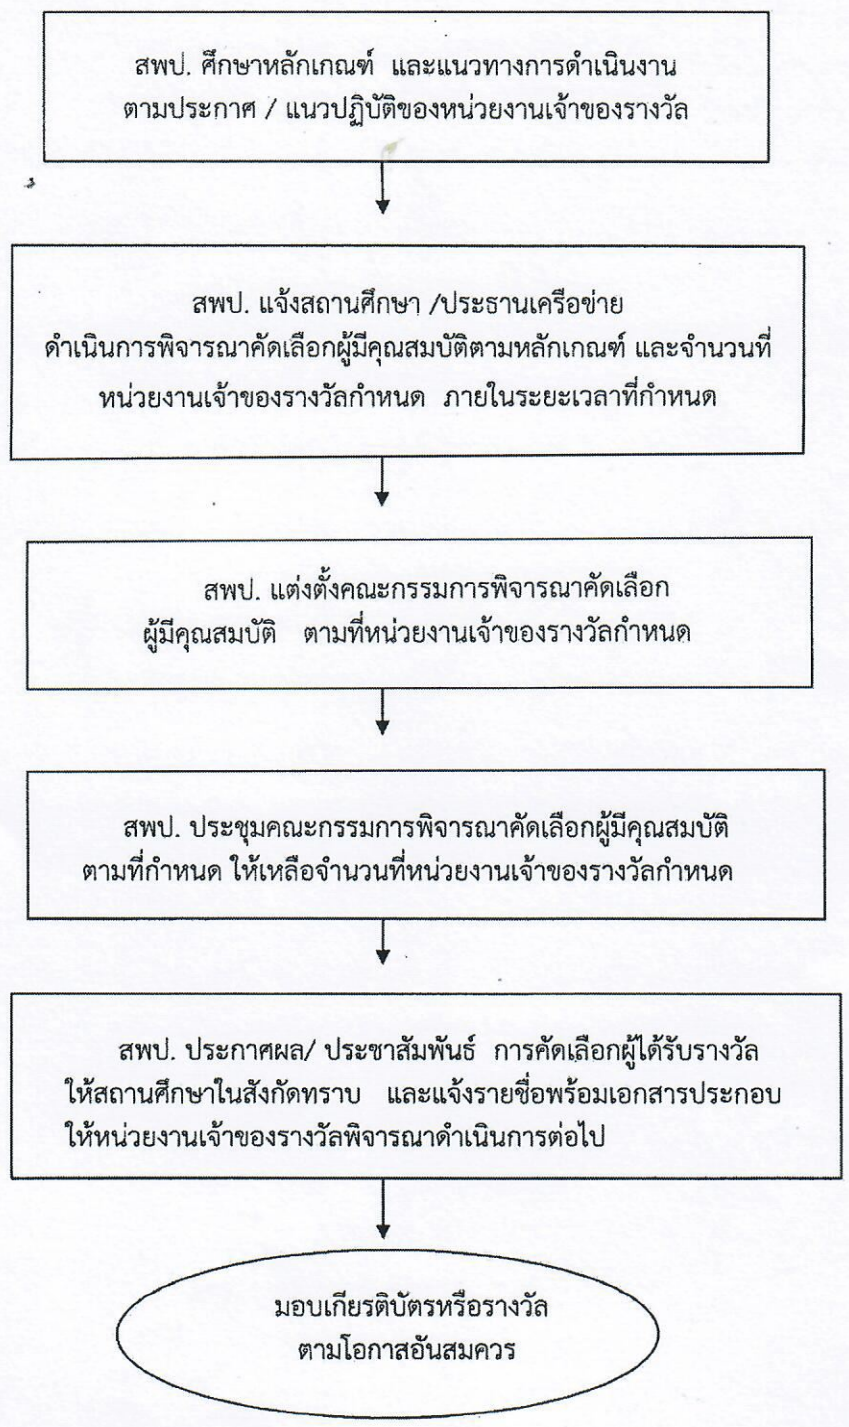 สพป. ศึกษาหลักเกณฑ์ และแนวทางการดำเนินงาน
ตามประกาศ / แนวปฏิบัติของหน่วยงานเจ้าของรางวัล
สพป. แจ้งสถานศึกษา /ประธานเครือข่าย
ดำเนินการพิจารณาคัดเลือกผู้มีคุณสมบัติตามหลักเกณฑ์ และจำนวนที่
หน่วยงานเจ้าของรางวัลกำหนด ภายในระยะเวลาที่กำหนด
สพป. แต่งตั้งคณะกรรมการพิจารณาคัดเลือก
ผู้มีคุณสมบัติ ตามที่หน่วยงานเจ้าของรางวัลกำหนด
สพป. ประชุมคณะกรรมการพิจารณาคัดเลือกผู้มีคุณสมบัติ
ตามที่กำหนด ให้เหลือจำนวนที่หน่วยงานเจ้าของรางวัลกำหนด
สพป. ประกาศผล/ ประชาสัมพันธ์ การคัดเลือกผู้ได้รับรางวัล
ให้สถานศึกษาในสังกัดทราบ และแจ้งรายชื่อพร้อมเอกสารประกอบ
ให้หน่วยงานเจ้าของรางวัลพิจารณาดำเนินการต่อไป
มอบเกียรติบัตรหรือรางวัล
ตามโอกาสอันสมควร